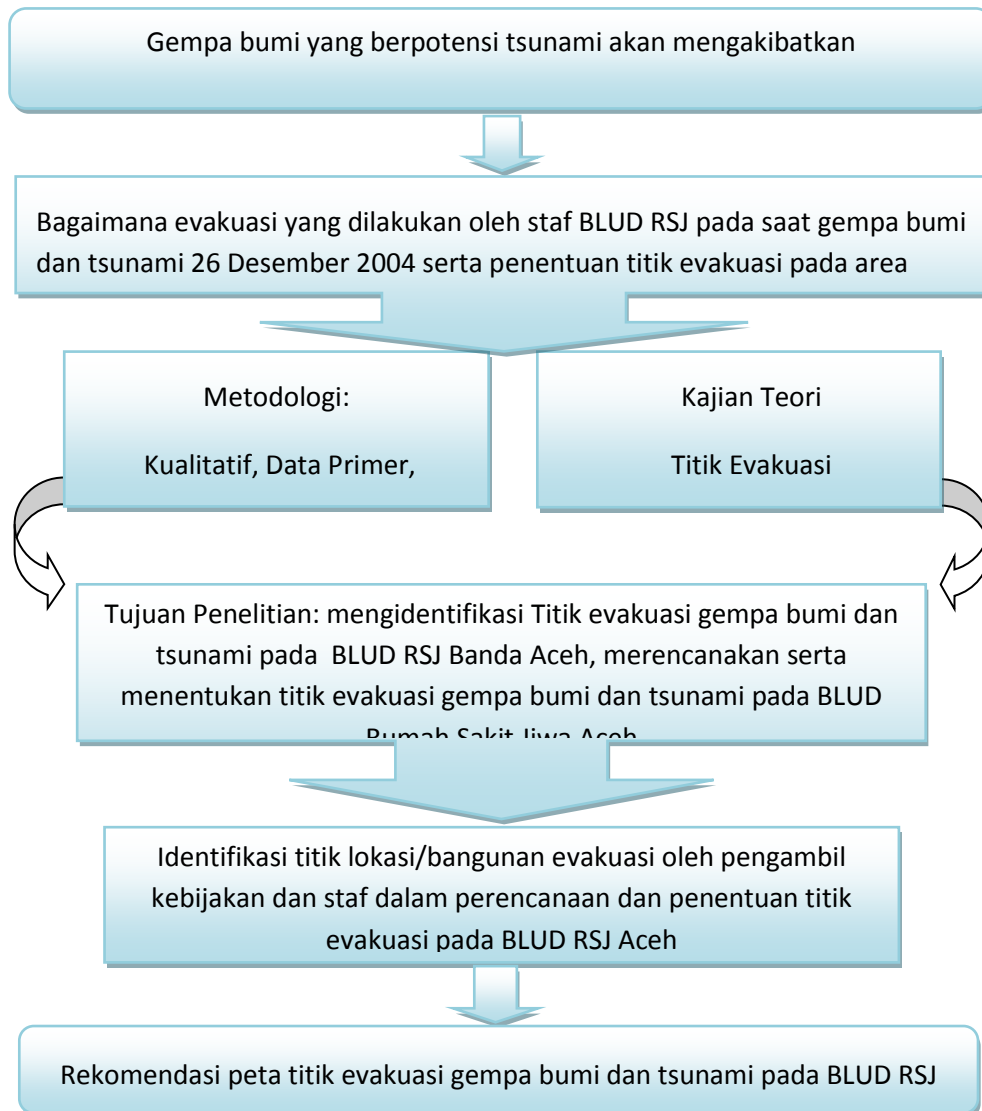 Gempa bumi yang berpotensi tsunami akan mengakibatkan
Bagaimana evakuasi yang dilakukan oleh staf BLUD RSJ pada saat gempa bumi
dan tsunami 26 Desember 2004 serta penentuan titik evakuasi pada area
Metodologi:
Kualitatif, Data Primer,
Kajian Teori
Titik Evakuasi
Tujuan Penelitian: mengidentifikasi Titik evakuasi gempa bumi dan
tsunami pada BLUD RSJ Banda Aceh, merencanakan serta
menentukan titik evakuasi gempa bumi dan tsunami pada BLUD
Rumah Sakit Jiwa Aceh
Identifikasi titik lokasi/bangunan evakuasi oleh pengambil
kebijakan dan staf dalam perencanaan dan penentuan titik
evakuasi pada BLUD RSJ Aceh
Rekomendasi peta titik evakuasi gempa bumi dan tsunami pada BLUD RSJ